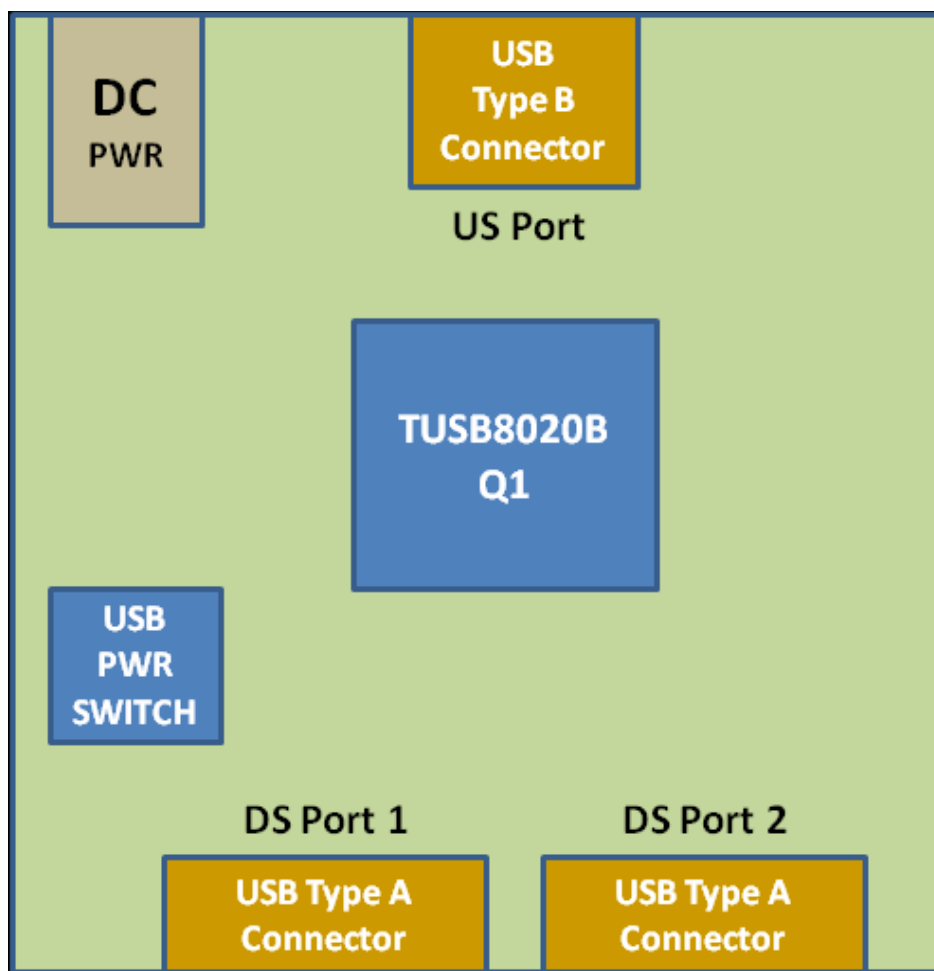 DC
PWR
USB
Type B
Connector
US Port
TUSB8020B
Q1
USB
PWR
SWITCH
DS Port 1
DS Port 2
USB Type A
Connector
USB Type A
Connector